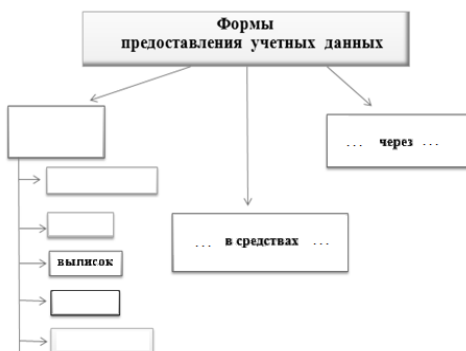 Формы
предоставления учетных данных
... через ...
... в средствах ...
выписок